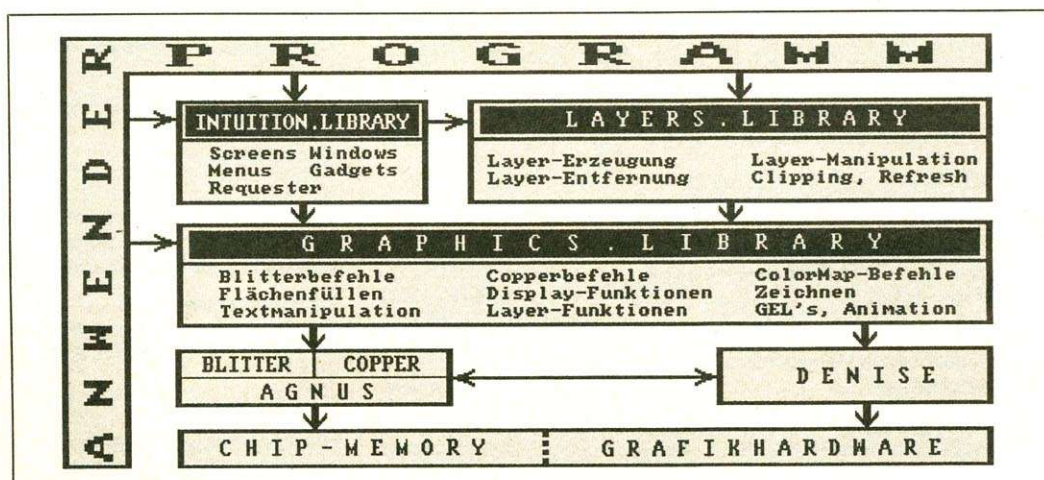 ANWENDER
PROGRAMM
INTUITION.LIBRARY
Screens Windows
Menus Gadgets
Requester
LAYERS.LIBRARY
Layer-Erzeugung Layer-Manipulation
Layer-Entfernung Clipping, Refresh
GRAPHICS.LIBRARY
Blitterbefehle Copperbefehle ColorMap-Befehle
Flächenfüllen Display-Funktionen Zeichnen
Textmanipulation Layer-Funktionen GEL's, Animation
BLITTER COPPER
AGNUS
DENISE
CHIP-MEMORY GRAFIKHARDWARE